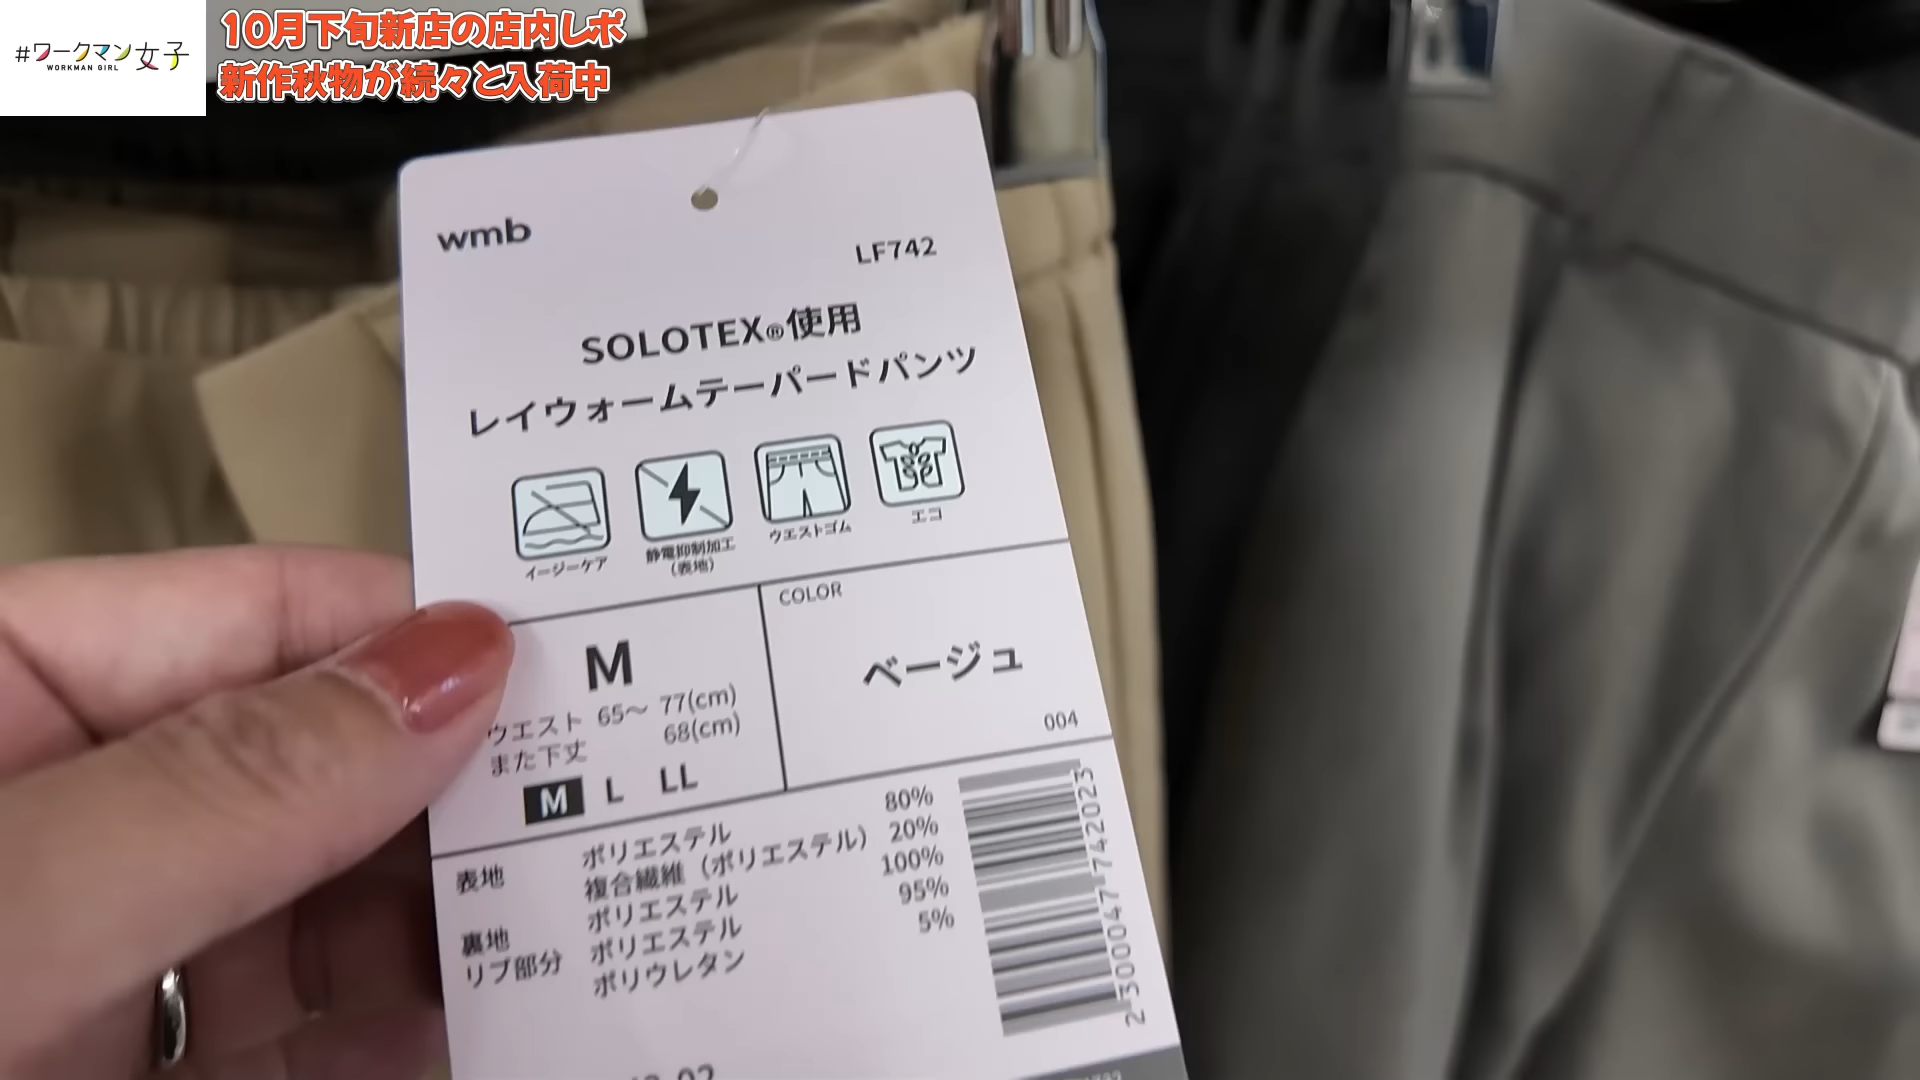 #ワークマン女子
WORKMAN GIRL
10月下旬新店の店内レポ
新作秋物が続々と入荷中
wmb
LF742
SOLOTEX®使用
レイウォームテーパードパンツ
イージーケア
静電抑制加工
(表地)
ウエストゴム
エコ
M
ウエスト 65〜 77(cm)
また下丈 68(cm)
M L LL
COLOR
ベージュ
004
表地 ポリエステル 80%
複合繊維(ポリエステル) 20%
裏地 ポリエステル 100%
リブ部分 ポリエステル 95%
ポリウレタン 5%
2300047742023